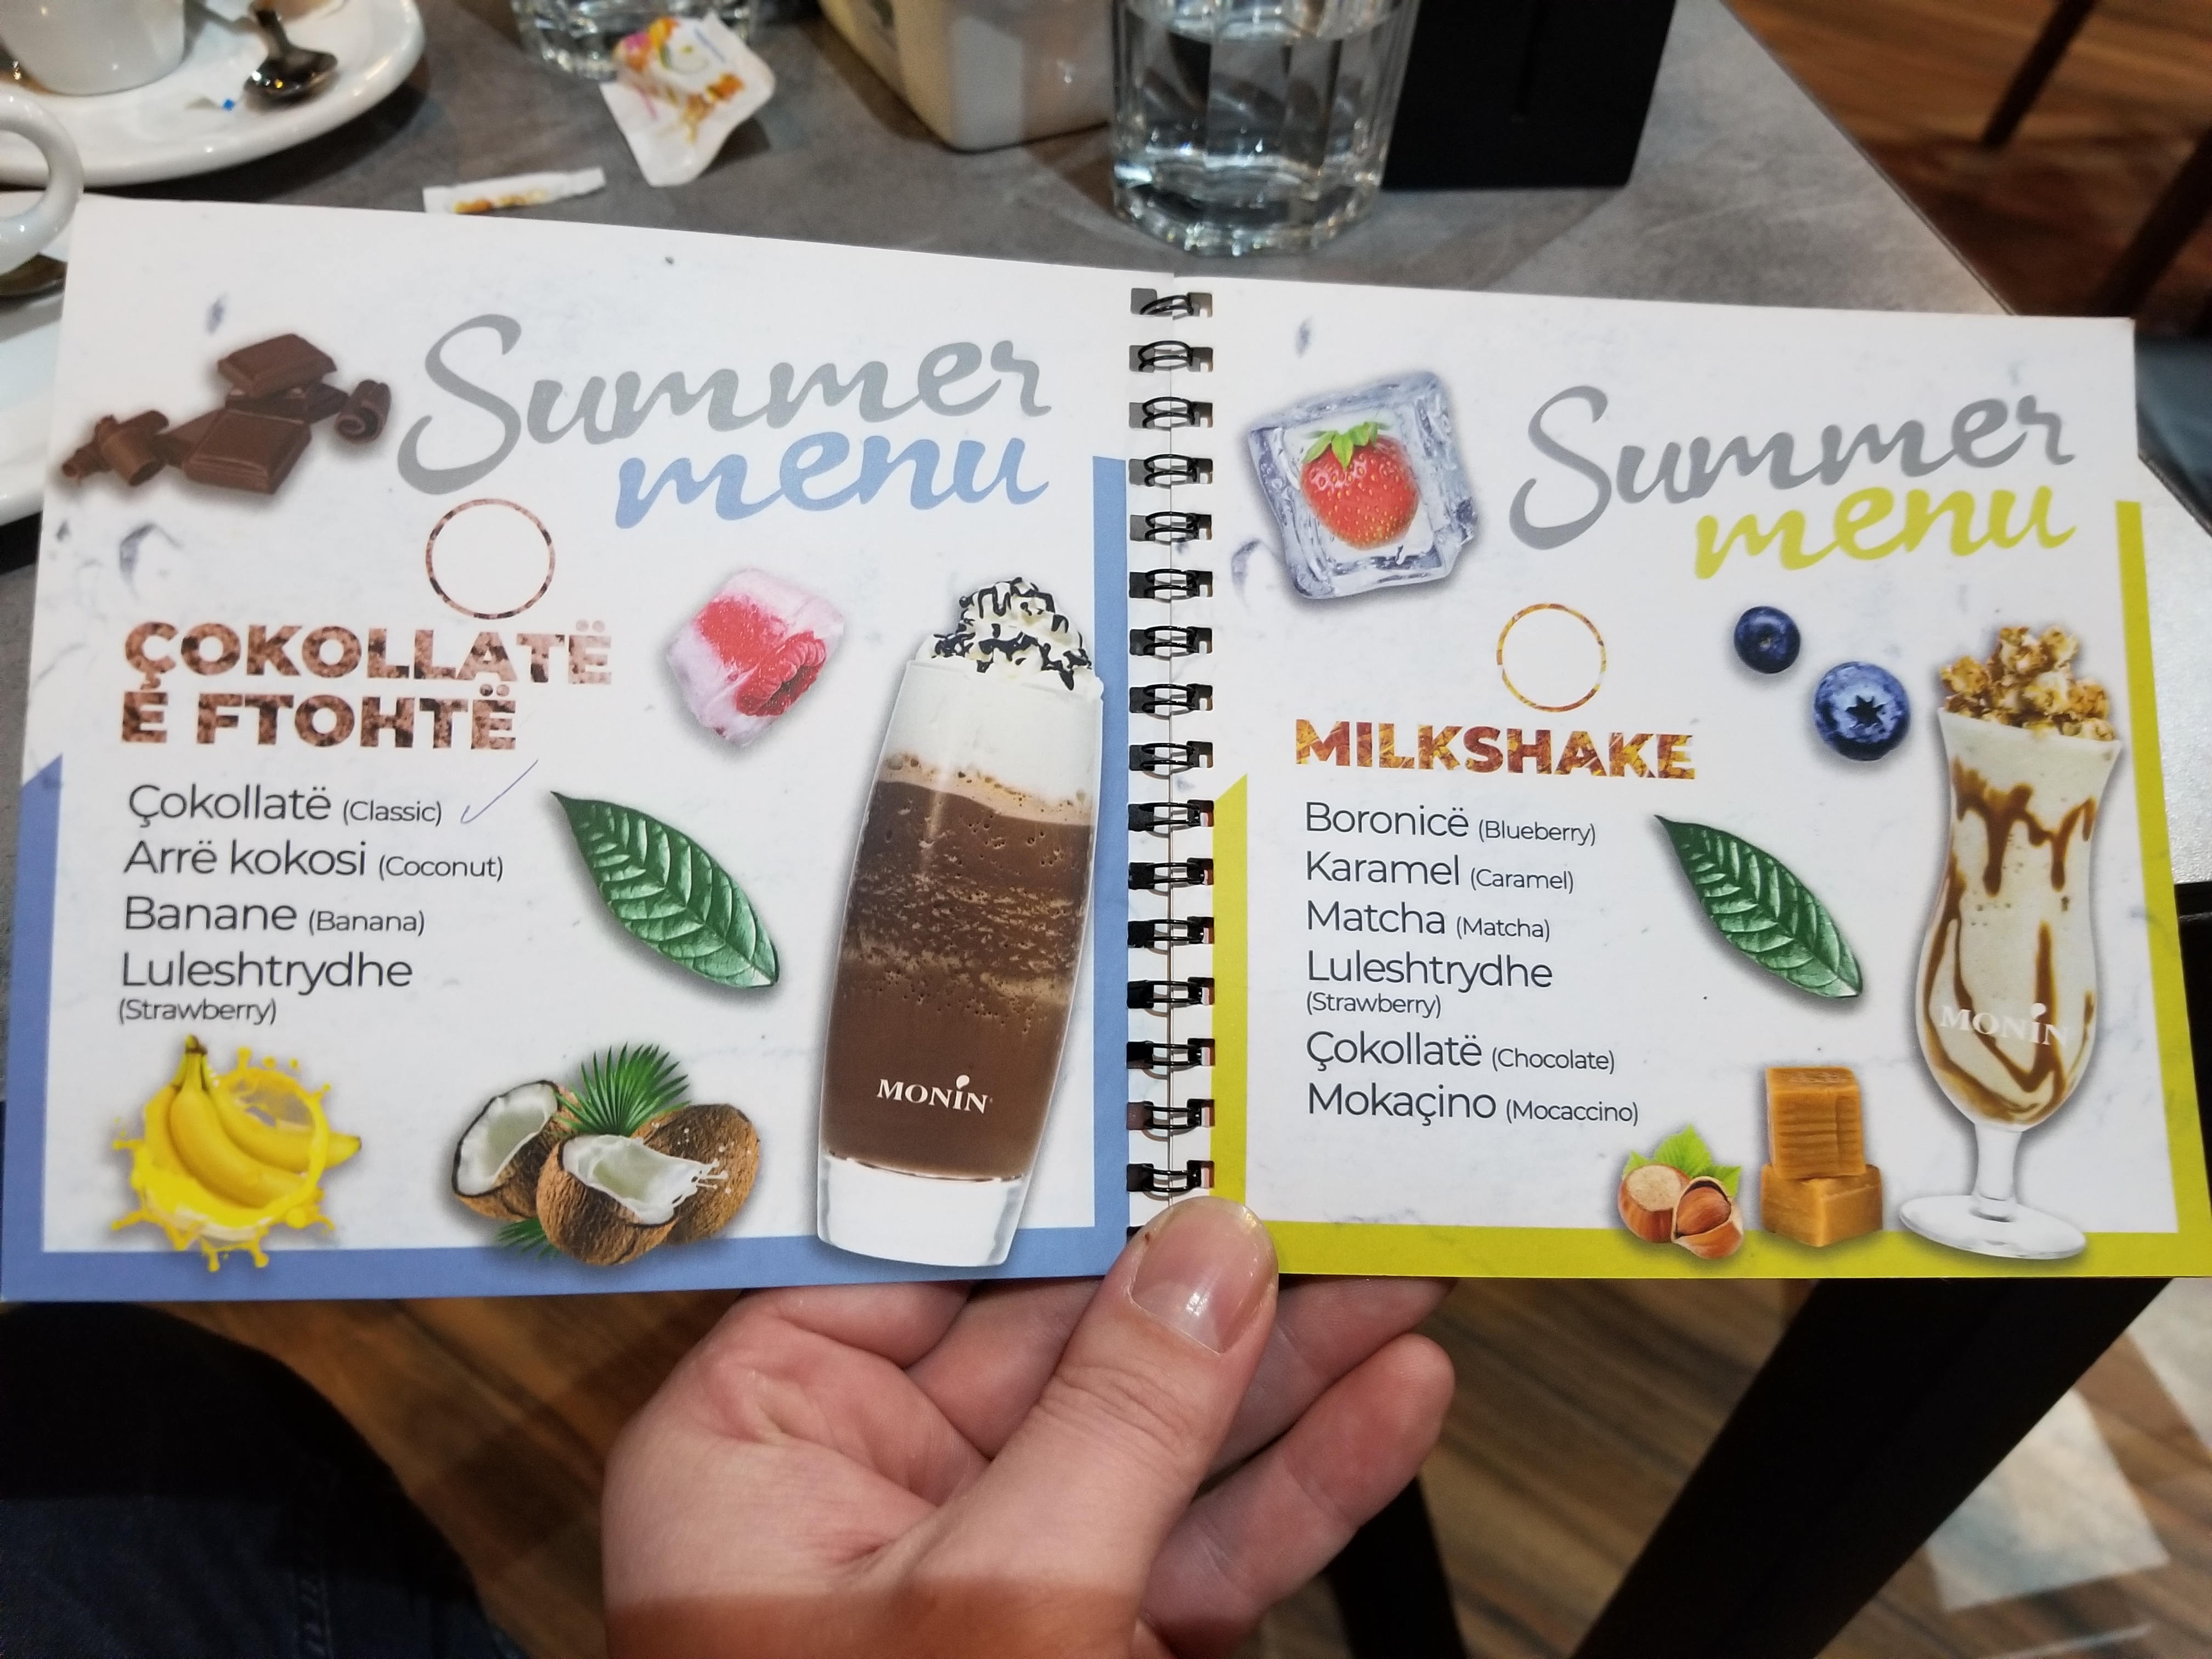 Summer
menu
ÇOKOLLATË
E FTOHTË
Çokollatë (Classic)
Arrë kokosi (Coconut)
Banane (Banana)
Luleshtrydhe
(Strawberry)
MONIN
Summer
menu
MILKSHAKE
Boronicë (Blueberry)
Karamel (Caramel)
Matcha (Matcha)
Luleshtrydhe
(Strawberry)
Çokollatë (Chocolate)
Mokaçino (Mocaccino)
MONIN